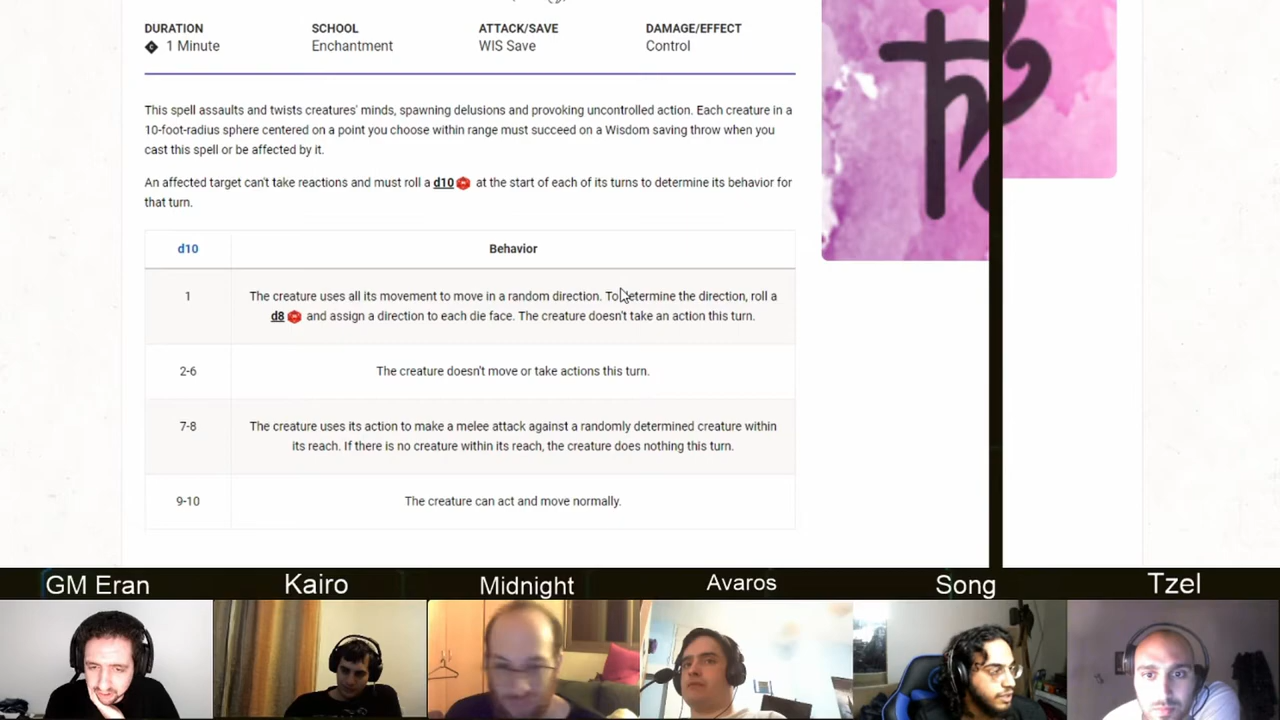 DURATION SCHOOL ATTACK/SAVE DAMAGE/EFFECT
1 Minute Enchantment WIS Save Control
This spell assaults and twists creatures' minds, spawning delusions and provoking uncontrolled action. Each creature in a
10-foot-radius sphere centered on a point you choose within range must succeed on a Wisdom saving throw when you
cast this spell or be affected by it.
An affected target can't take reactions and must roll a d10 at the start of each of its turns to determine its behavior for
that turn.
d10 Behavior
1 The creature uses all its movement to move in a random direction. To determine the direction, roll a
d8 and assign a direction to each die face. The creature doesn't take an action this turn.
2-6 The creature doesn't move or take actions this turn.
7-8 The creature uses its action to make a melee attack against a randomly determined creature within
its reach. If there is no creature within its reach, the creature does nothing this turn.
9-10 The creature can act and move normally.
GM Eran Kairo Midnight Avaros Song Tzel